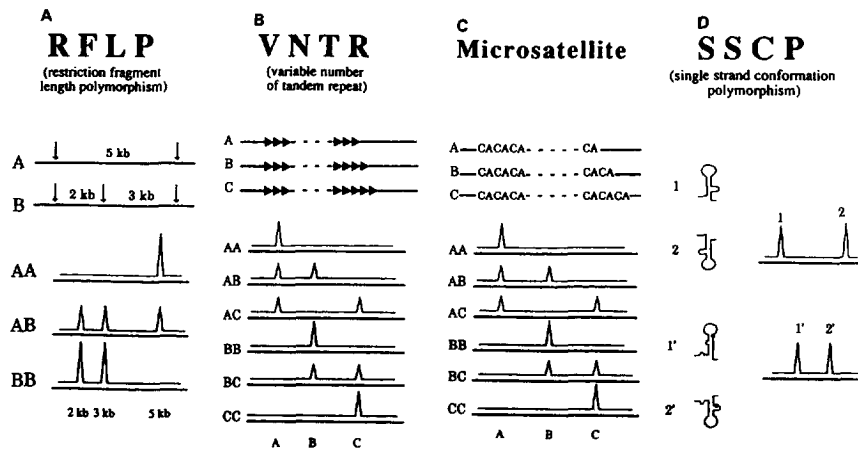 A
RFLP
(restriction fragment
length polymorphism)
A
5 kb
B
2 kb
3 kb
AA
AB
BB
2 kb 3 kb 5 kb
B
VNTR
(variable number
of tandem repeat)
A
B
C
AA
AB
AC
BB
BC
CC
A B C
C
Microsatellite
A—CACACA- - - - - -CA
B—CACACA- - - - - -CACA
C—CACACA- - - - - -CACACA
AA
AB
AC
BB
BC
CC
A B C
D
SSCP
(single strand conformation
polymorphism)
1
2
1 2
1'
2'
1' 2'